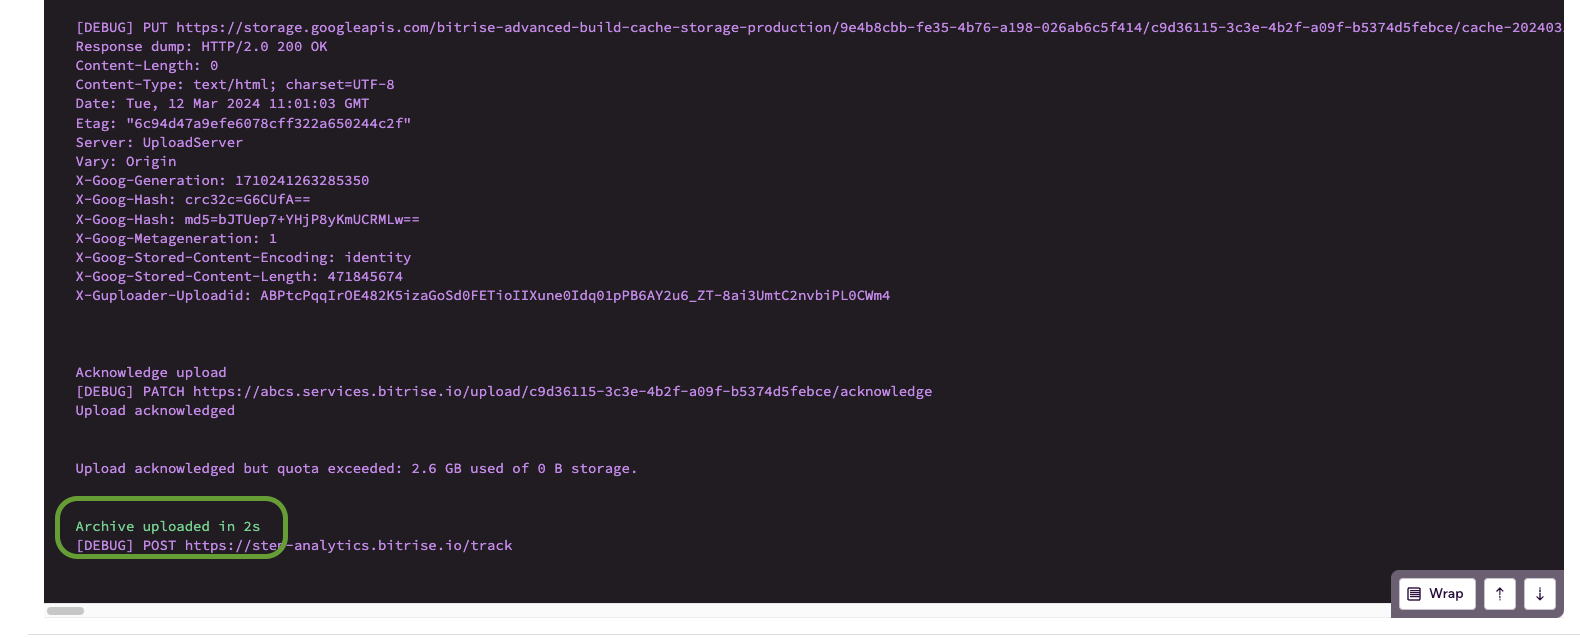 [DEBUG] PUT https://storage.googleapis.com/bitrise-advanced-build-cache-storage-production/9e4b8cbb-fe35-4b76-a198-026ab6c5f414/c9d36115-3c3e-4b2f-a09f-b5374d5febce/cache-202403
Response dump: HTTP/2.0 200 OK
Content-Length: 0
Content-Type: text/html; charset=UTF-8
Date: Tue, 12 Mar 2024 11:01:03 GMT
Etag: "6c94d47a9efe6078cff322a650244c2f"
Server: UploadServer
Vary: Origin
X-Goog-Generation: 1710241263285350
X-Goog-Hash: crc32c=G6CUfA==
X-Goog-Hash: md5=bJTUep7+YHjP8yKmUCRMLw==
X-Goog-Metageneration: 1
X-Goog-Stored-Content-Encoding: identity
X-Goog-Stored-Content-Length: 471845674
X-Guploader-Uploadid: ABPtcPqqIrOE482K5izaGoSd0FETioIIXune0Idq01pPB6AY2u6_ZT-8ai3UmtC2nvbiPL0CWm4
Acknowledge upload
[DEBUG] PATCH https://abcs.services.bitrise.io/upload/c9d36115-3c3e-4b2f-a09f-b5374d5febce/acknowledge
Upload acknowledged
Upload acknowledged but quota exceeded: 2.6 GB used of 0 B storage.
Archive uploaded in 2s
[DEBUG] POST https://step-analytics.bitrise.io/track
Wrap ↑ ↓